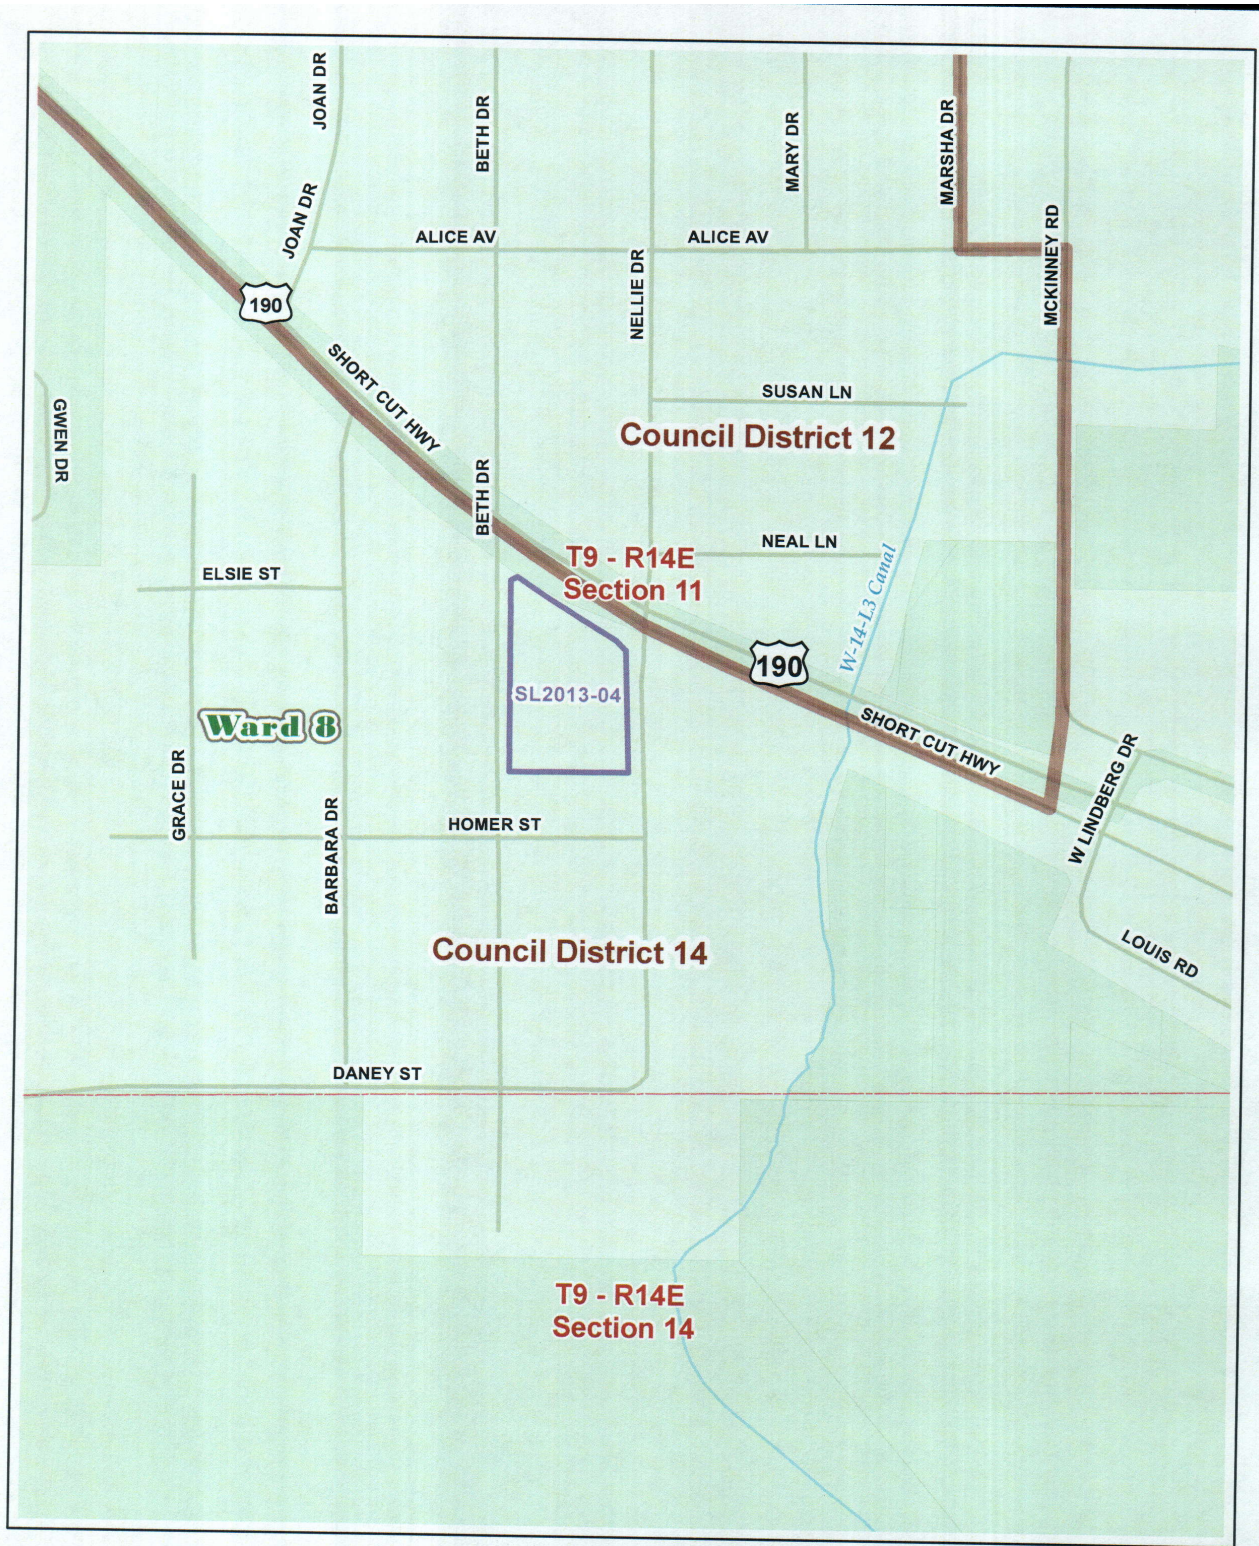 JOAN DR
BETH DR
MARY DR
MARSHA DR
JOAN DR
ALICE AV
ALICE AV
NELLIE DR
MCKINNEY RD
190
SHORT CUT HWY
SUSAN LN
GWEN DR
Council District 12
BETH DR
NEAL LN
T9 - R14E
Section 11
ELSIE ST
W-14-L3 Canal
190
SL2013-04
Ward 8
SHORT CUT HWY
W LINDBERG DR
GRACE DR
BARBARA DR
HOMER ST
Council District 14
LOUIS RD
DANEY ST
T9 - R14E
Section 14